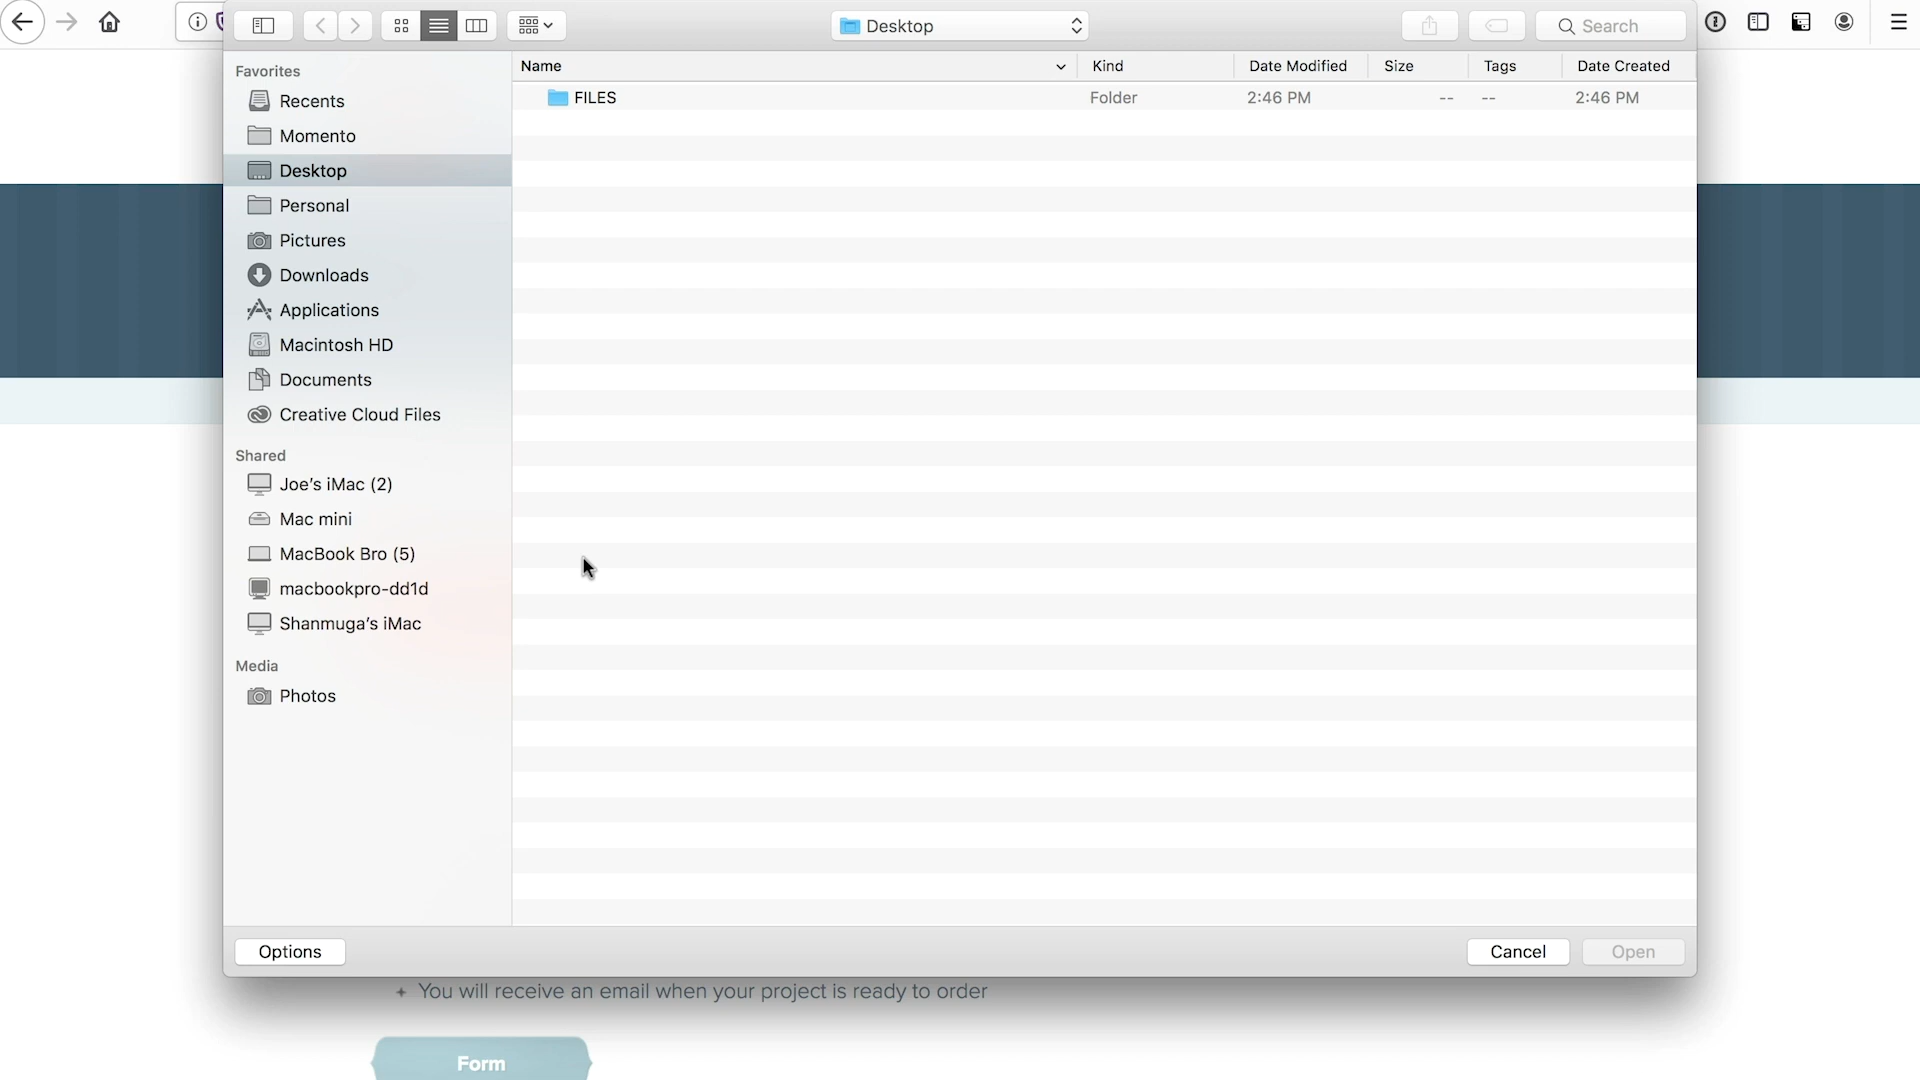 Desktop
Search
Favorites
Recents
Momento
Desktop
Personal
Pictures
Downloads
Applications
Macintosh HD
Documents
Creative Cloud Files
Shared
Joe's iMac (2)
Mac mini
MacBook Bro (5)
macbookpro-dd1d
Shanmuga's iMac
Media
Photos
Name Kind Date Modified Size Tags Date Created
FILES Folder 2:46 PM -- -- 2:46 PM
Options Cancel Open
+ You will receive an email when your project is ready to order
Form